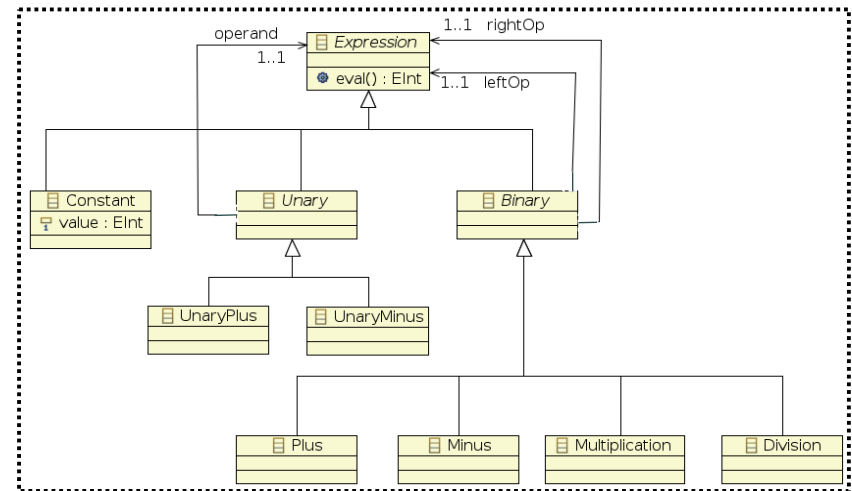 operand
1..1
Expression
eval() : EInt
1..1 rightOp
1..1 leftOp
Constant
value : EInt
Unary
Binary
UnaryPlus
UnaryMinus
Plus
Minus
Multiplication
Division